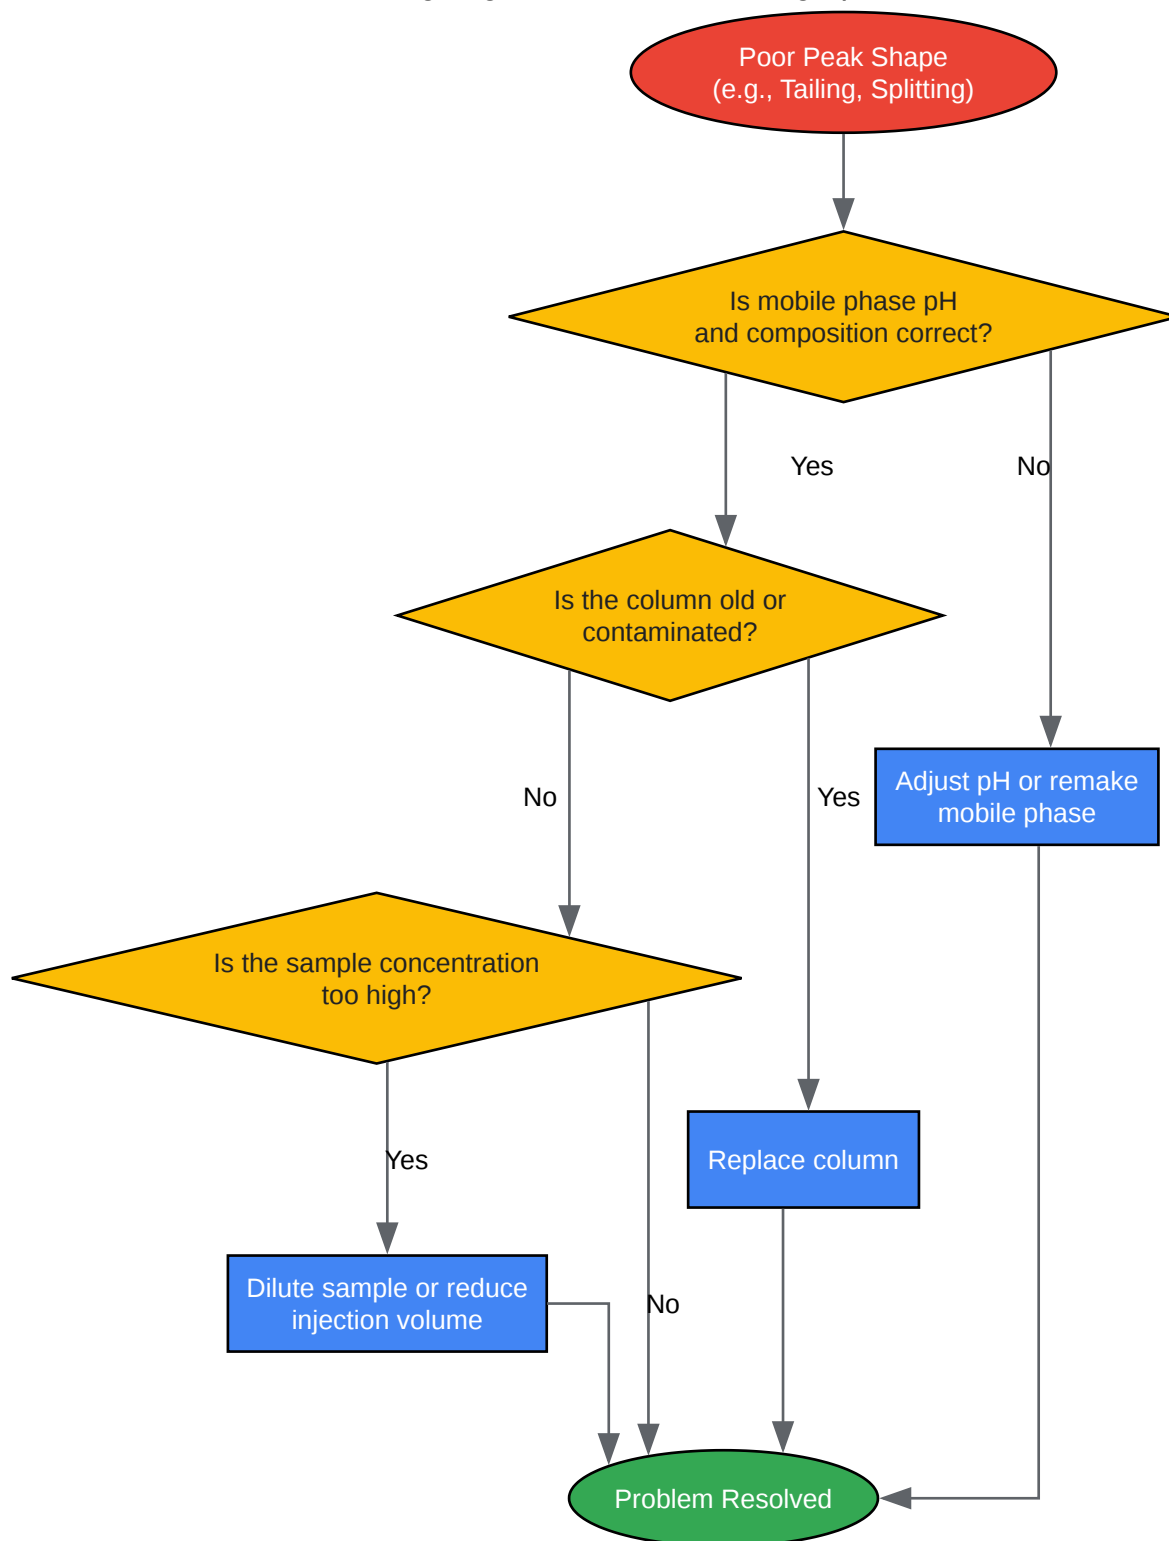 Poor Peak Shape
(e.g., Tailing, Splitting)
Is mobile phase pH
and composition correct?
Yes
No
Is the column old or
contaminated?
No
Yes
Adjust pH or remake
mobile phase
Is the sample concentration
too high?
Yes
Replace column
Dilute sample or reduce
injection volume
No
Problem Resolved